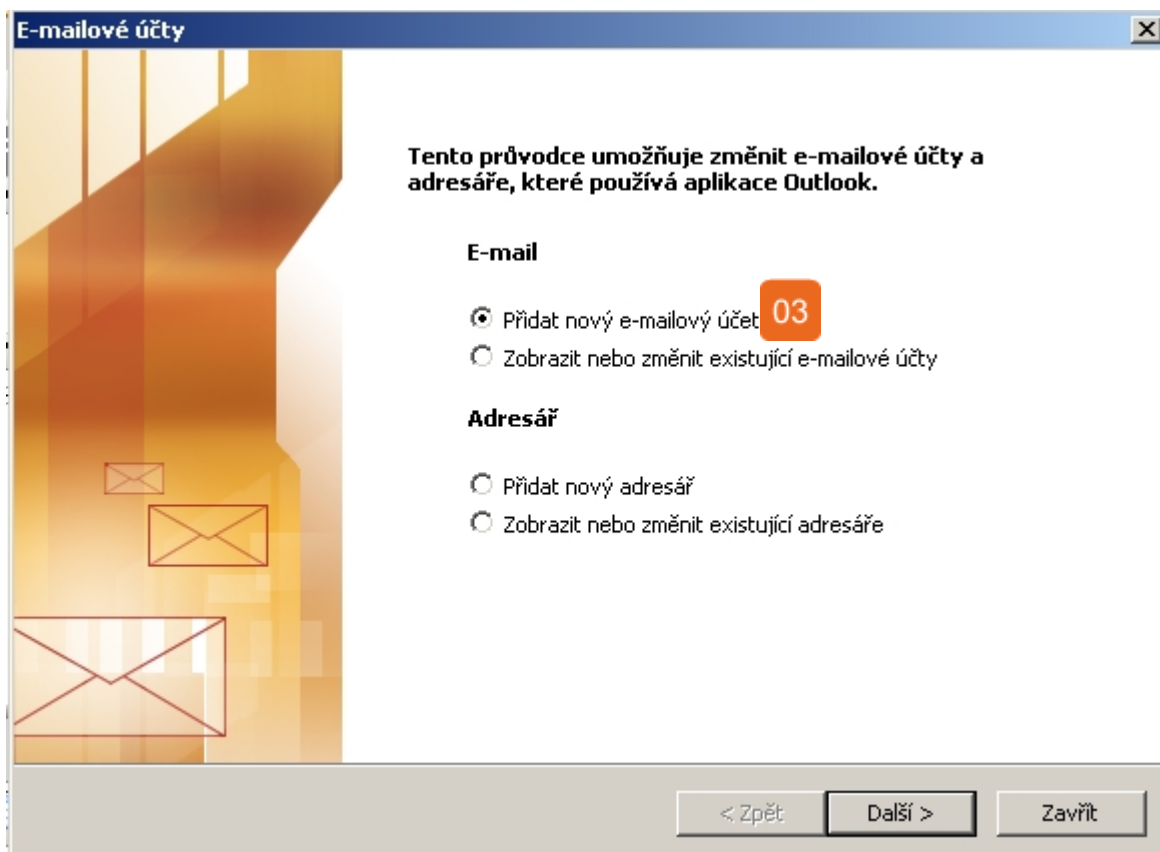 E-mailové účty
Tento průvodce umožňuje změnit e-mailové účty a
adresáře, které používá aplikace Outlook.
E-mail
Přidat nový e-mailový účet 03
Zobrazit nebo změnit existující e-mailové účty
Adresář
Přidat nový adresář
Zobrazit nebo změnit existující adresáře
< Zpět Další > Zavřít